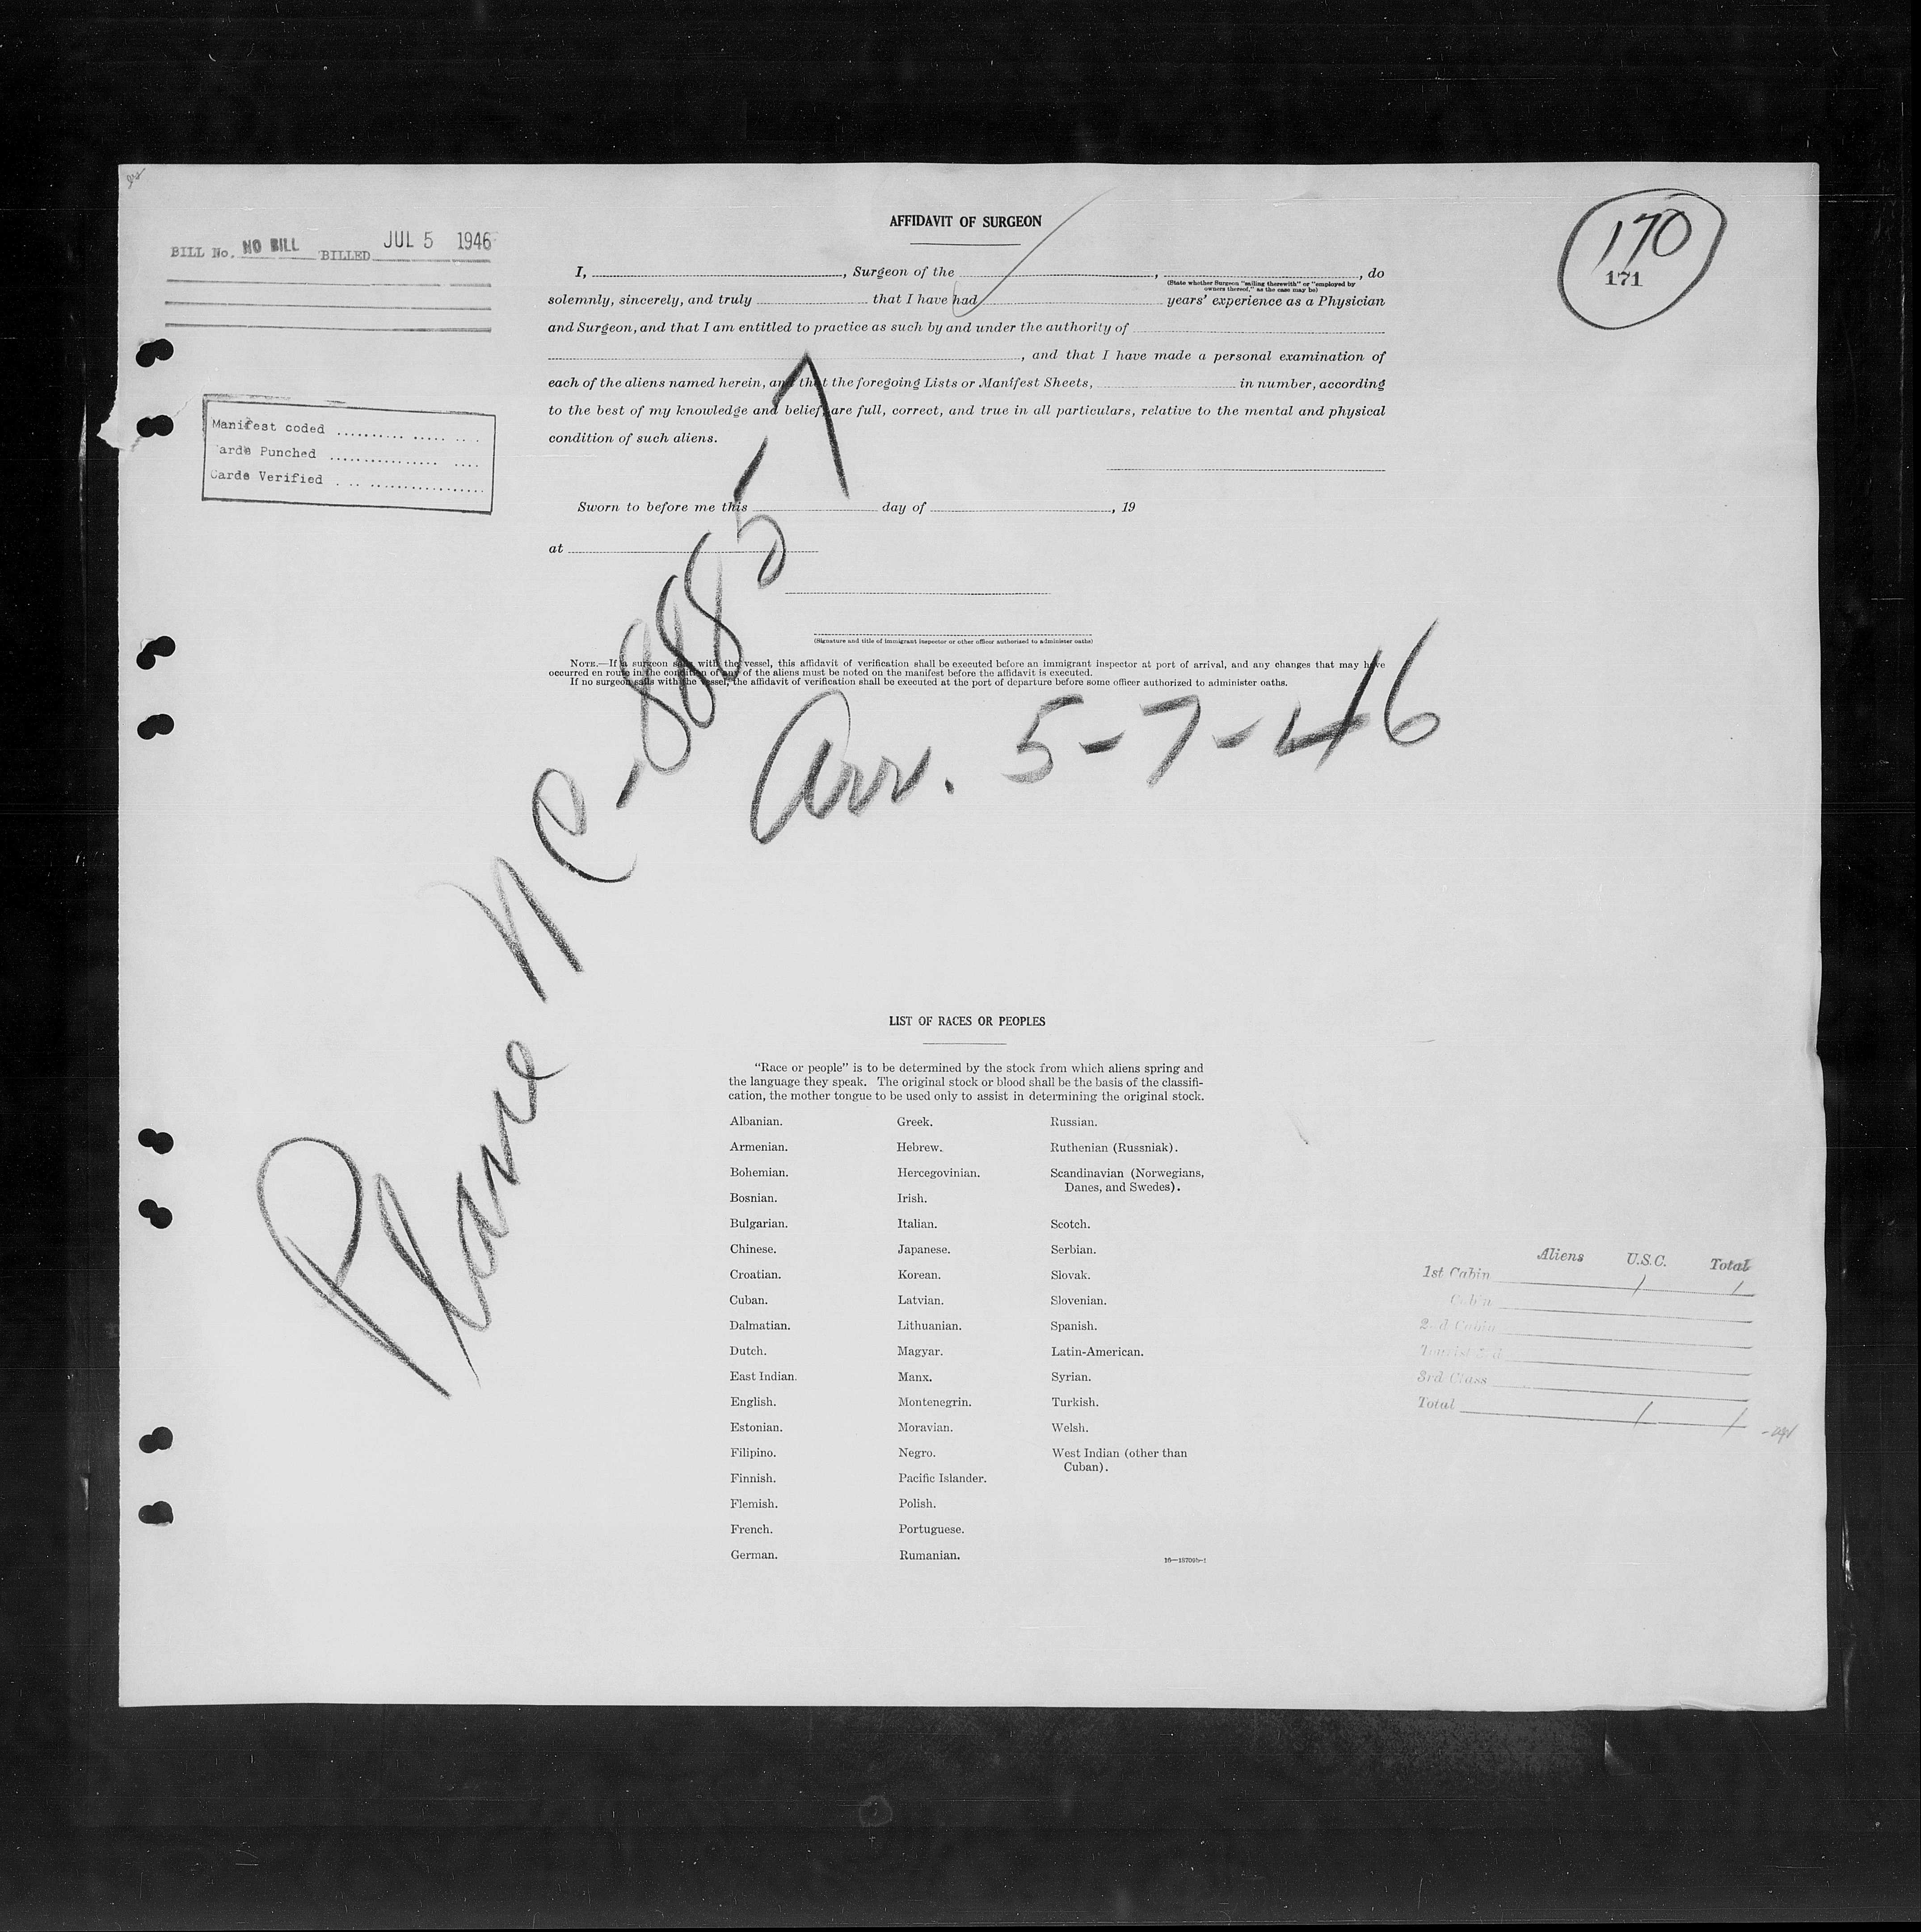 AFFIDAVIT OF SURGEON
170
171
BILL No. NO BILL BILLED JUL 5 1946
I, , Surgeon of the , , do
(State whether Surgeon "sailing therewith" or "employed by
owners thereof," as the case may be)
solemnly, sincerely, and truly that I have had years' experience as a Physician
and Surgeon, and that I am entitled to practice as such by and under the authority of
, and that I have made a personal examination of
each of the aliens named herein, and that the foregoing Lists or Manifest Sheets, in number, according
to the best of my knowledge and belief, are full, correct, and true in all particulars, relative to the mental and physical
condition of such aliens.
Manifest coded
Cards Punched
Cards Verified
Sworn to before me this day of , 19
at
(Signature and title of immigrant inspector or other officer authorized to administer oaths)
NOTE.—If a surgeon sails with the vessel, this affidavit of verification shall be executed before an immigrant inspector at port of arrival, and any changes that may have
occurred en route in the condition of any of the aliens must be noted on the manifest before the affidavit is executed.
If no surgeon sails with the vessel, the affidavit of verification shall be executed at the port of departure before some officer authorized to administer oaths.
Plane NC-88857
Arr. 5-7-46
LIST OF RACES OR PEOPLES
"Race or people" is to be determined by the stock from which aliens spring and
the language they speak. The original stock or blood shall be the basis of the classifi-
cation, the mother tongue to be used only to assist in determining the original stock.
Albanian.
Armenian.
Bohemian.
Bosnian.
Bulgarian.
Chinese.
Croatian.
Cuban.
Dalmatian.
Dutch.
East Indian.
English.
Estonian.
Filipino.
Finnish.
Flemish.
French.
German.
Greek.
Hebrew.
Hercegovinian.
Irish.
Italian.
Japanese.
Korean.
Latvian.
Lithuanian.
Magyar.
Manx.
Montenegrin.
Moravian.
Negro.
Pacific Islander.
Polish.
Portuguese.
Rumanian.
Russian.
Ruthenian (Russniak).
Scandinavian (Norwegians,
Danes, and Swedes).
Scotch.
Serbian.
Slovak.
Slovenian.
Spanish.
Latin-American.
Syrian.
Turkish.
Welsh.
West Indian (other than
Cuban).
Aliens U.S.C. Total
1st Cabin 1 1
Cabin
2nd Cabin
Tourist 3rd
3rd Class
Total 1 1